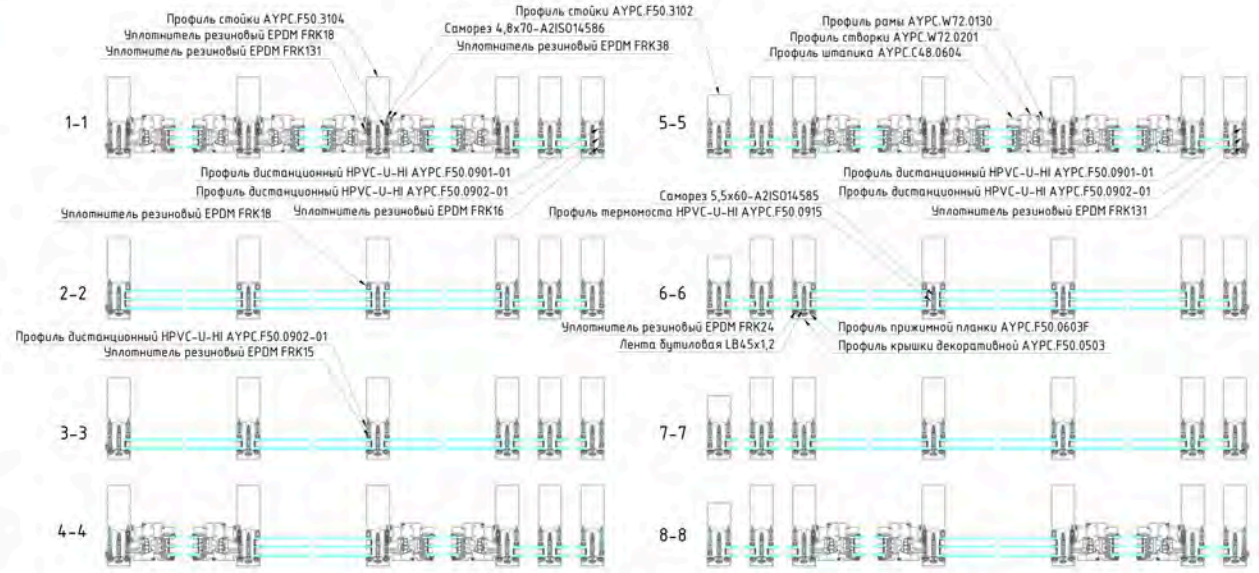 Профиль стойки AYPC.F50.3104
Уплотнитель резиновый EPDM FRK18
Уплотнитель резиновый EPDM FRK131
Профиль стойки AYPC.F50.3102
Саморез 4,8х70-А2ISO14586
Уплотнитель резиновый EPDM FRK38
Профиль рамы AYPC.W72.0130
Профиль створки AYPC.W72.0201
Профиль штапика AYPC.C48.0604
1-1
5-5
Профиль дистанционный HPVC-U-HI AYPC.F50.0901-01
Профиль дистанционный HPVC-U-HI AYPC.F50.0902-01
Уплотнитель резиновый EPDM FRK16
Профиль дистанционный HPVC-U-HI AYPC.F50.0901-01
Профиль дистанционный HPVC-U-HI AYPC.F50.0902-01
Уплотнитель резиновый EPDM FRK131
Уплотнитель резиновый EPDM FRK18
Саморез 5,5х60-А2ISO14585
Профиль термомоста HPVC-U-HI AYPC.F50.0915
2-2
6-6
Уплотнитель резиновый EPDM FRK24
Лента бутиловая LB45х1,2
Профиль прижимной планки AYPC.F50.0603F
Профиль крышки декоративной AYPC.F50.0503
Профиль дистанционный HPVC-U-HI AYPC.F50.0902-01
Уплотнитель резиновый EPDM FRK15
3-3
7-7
4-4
8-8